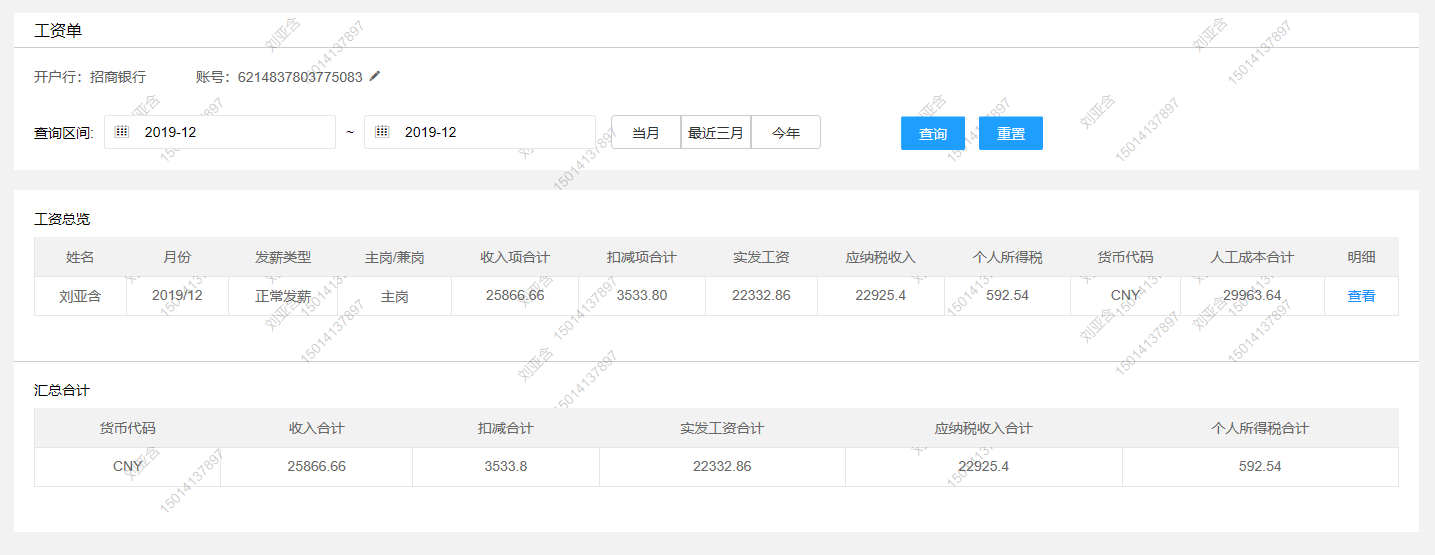 工资单
开户行：招商银行 账号：6214837803775083
查询区间: 2019-12 ~ 2019-12 当月 最近三月 今年 查询 重置
工资总览
姓名 月份 发薪类型 主岗/兼岗 收入项合计 扣减项合计 实发工资 应纳税收入 个人所得税 货币代码 人工成本合计 明细
刘亚含 2019/12 正常发薪 主岗 25866.66 3533.80 22332.86 22925.4 592.54 CNY 29963.64 查看
汇总合计
货币代码 收入合计 扣减合计 实发工资合计 应纳税收入合计 个人所得税合计
CNY 25866.66 3533.8 22332.86 22925.4 592.54
刘亚含
15014137897